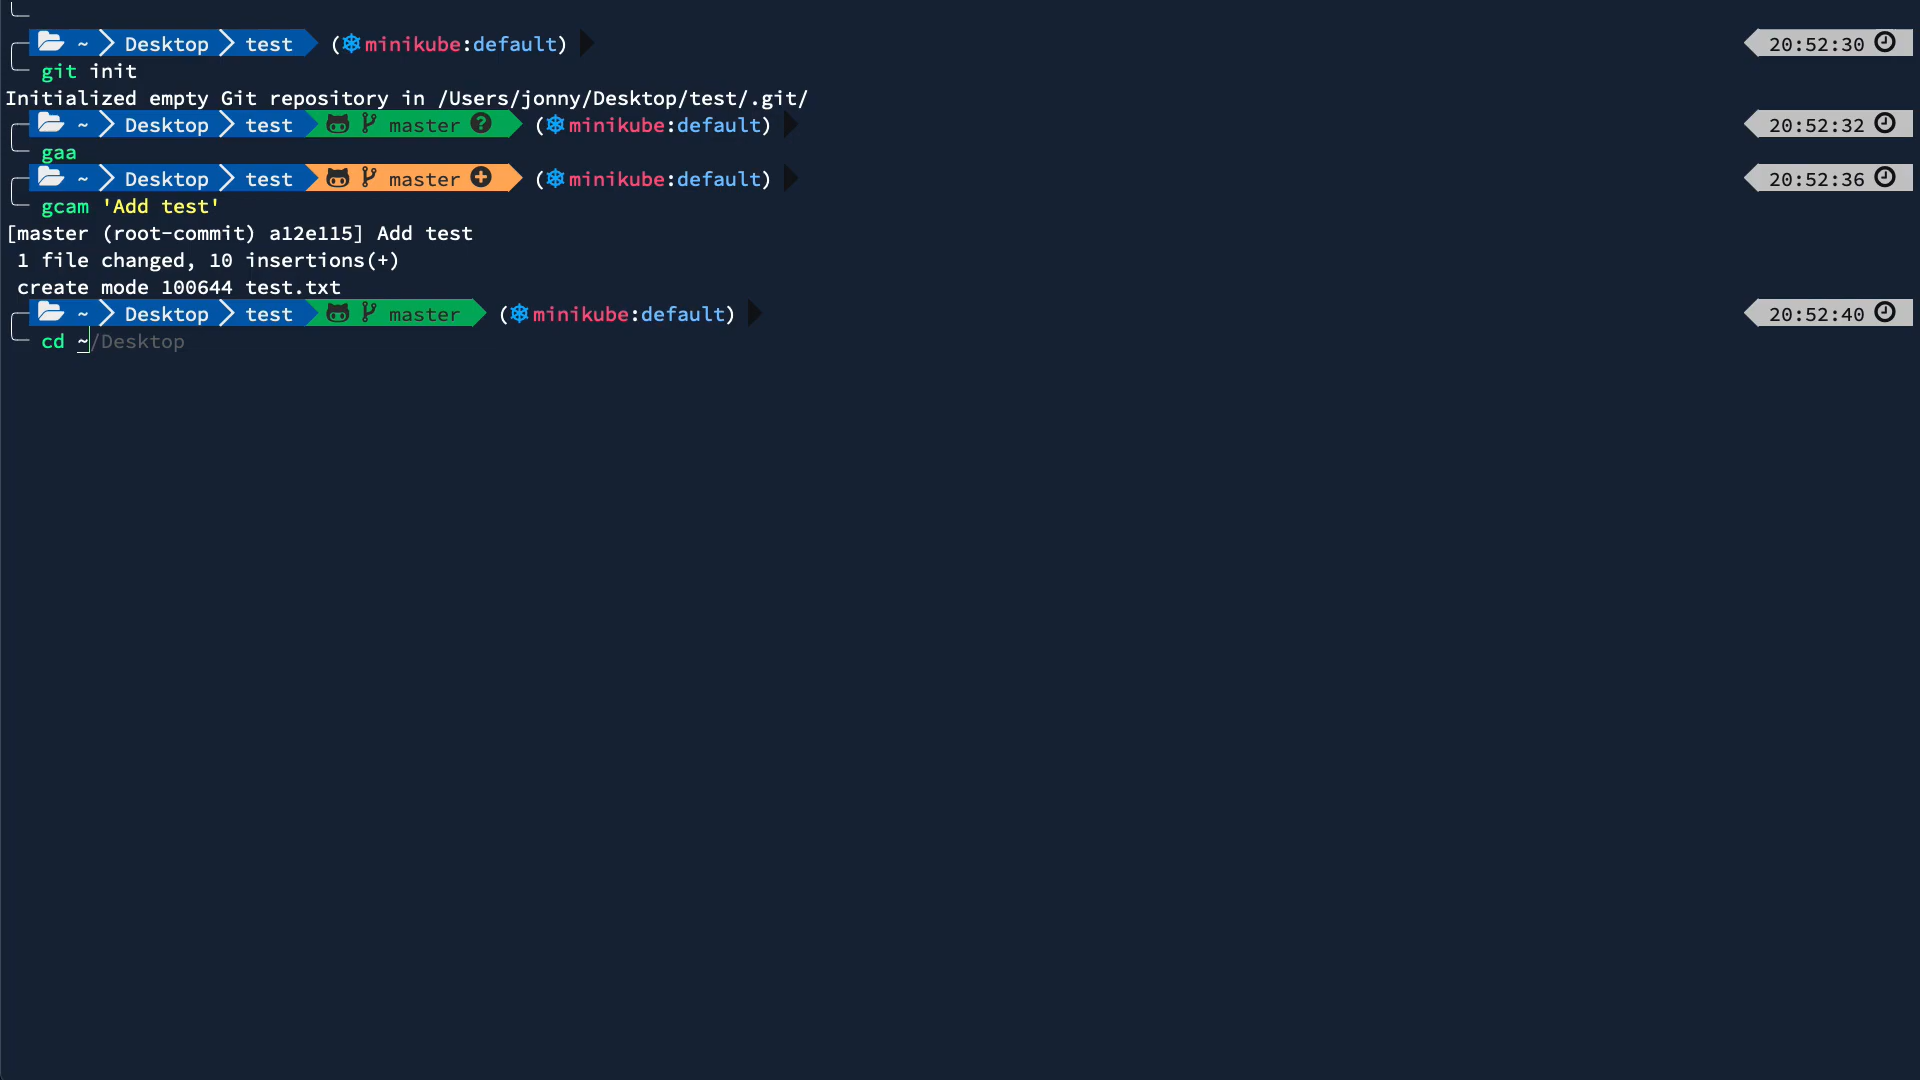 ~ Desktop test (minikube:default) 20:52:30
git init
Initialized empty Git repository in /Users/jonny/Desktop/test/.git/
~ Desktop test master ? (minikube:default) 20:52:32
gaa
~ Desktop test master + (minikube:default) 20:52:36
gcam 'Add test'
[master (root-commit) a12e115] Add test
1 file changed, 10 insertions(+)
create mode 100644 test.txt
~ Desktop test master (minikube:default) 20:52:40
cd ~/Desktop